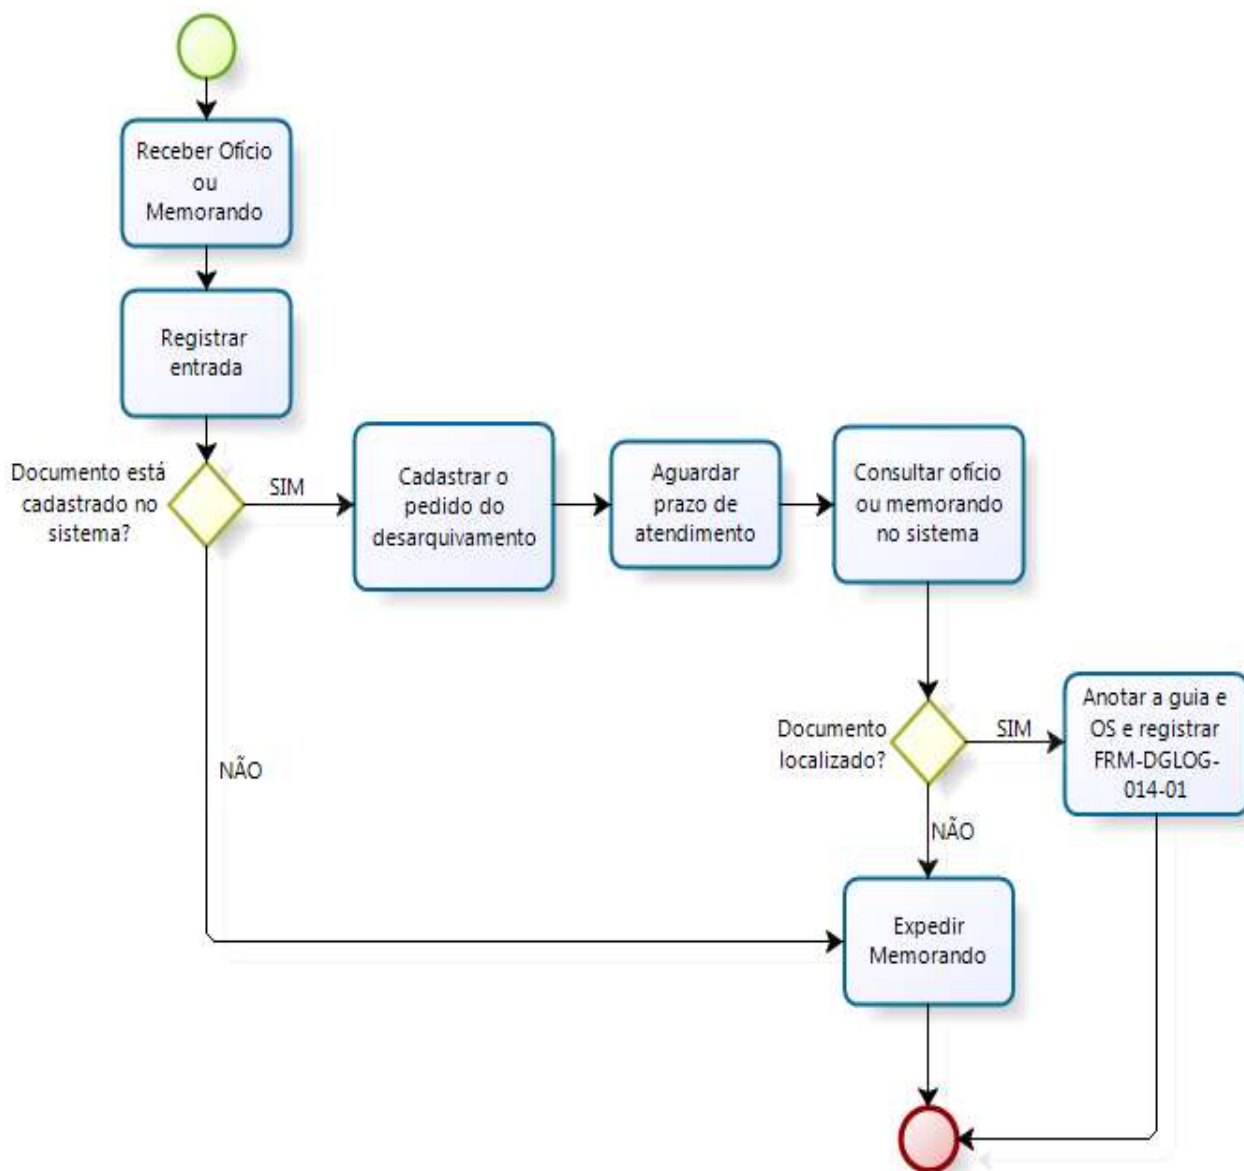 Receber Ofício
ou
Memorando
Registrar
entrada
Documento está
cadastrado no
sistema?
SIM
Cadastrar o
pedido do
desarquivamento
Aguardar
prazo de
atendimento
Consultar ofício
ou memorando
no sistema
NÃO
Documento
localizado?
SIM
Anotar a guia e
OS e registrar
FRM-DGLOG-
014-01
NÃO
Expedir
Memorando